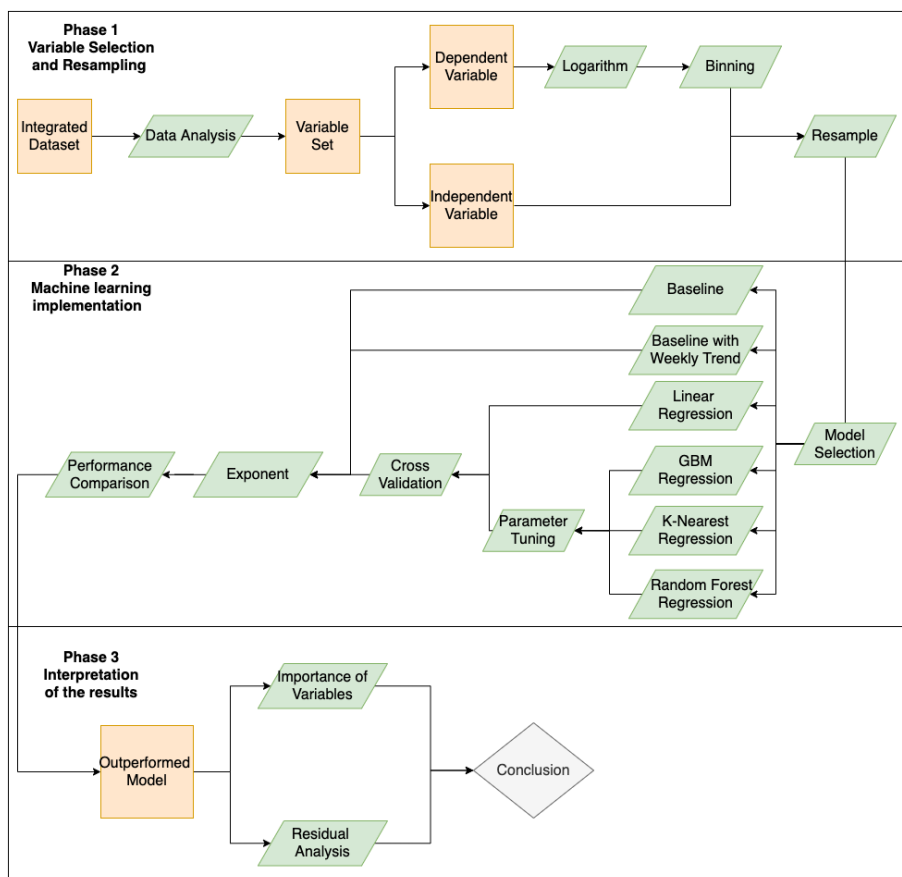 Phase 1
Variable Selection
and Resampling
Integrated
Dataset
Data Analysis
Variable
Set
Dependent
Variable
Logarithm
Binning
Independent
Variable
Resample
Phase 2
Machine learning
implementation
Baseline
Baseline with
Weekly Trend
Linear
Regression
GBM
Regression
K-Nearest
Regression
Random Forest
Regression
Model
Selection
Parameter
Tuning
Cross
Validation
Exponent
Performance
Comparison
Phase 3
Interpretation
of the results
Outperformed
Model
Importance of
Variables
Residual
Analysis
Conclusion